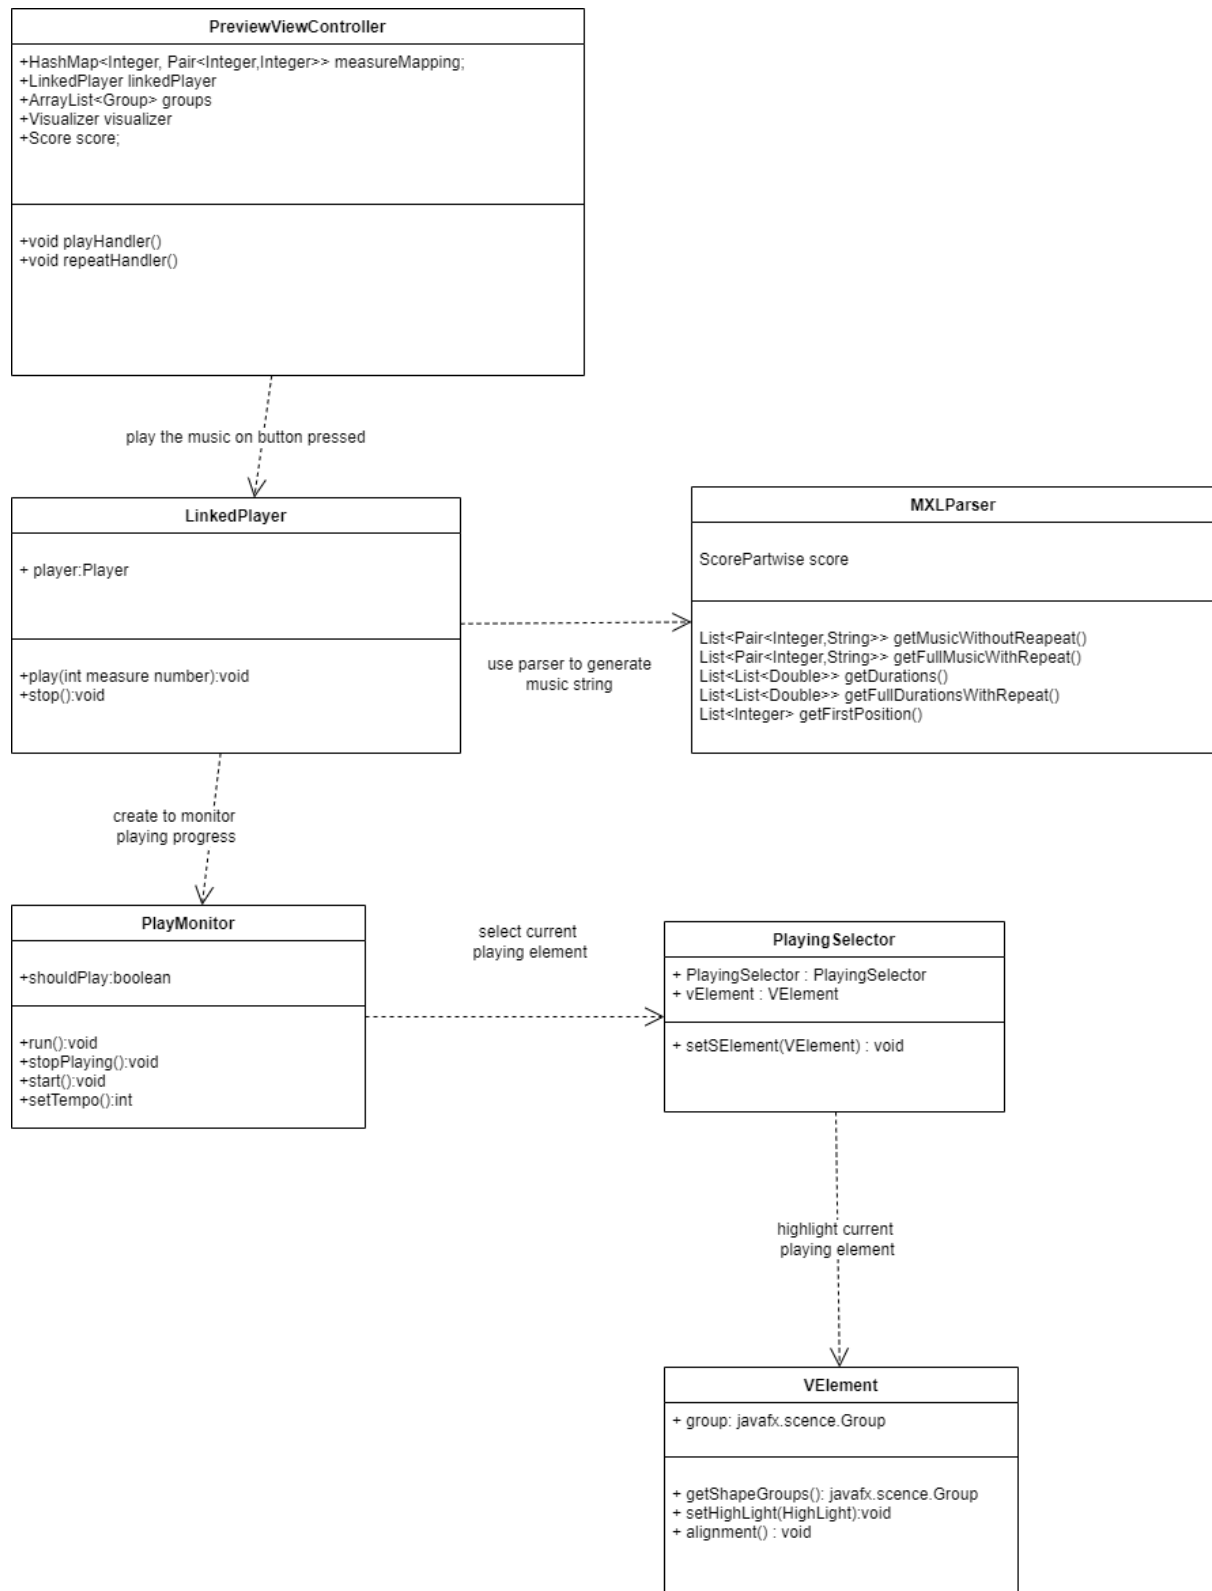 PreviewViewController
+HashMap<Integer, Pair<Integer,Integer>> measureMapping;
+LinkedPlayer linkedPlayer
+ArrayList<Group> groups
+Visualizer visualizer
+Score score;
+void playHandler()
+void repeatHandler()
play the music on button pressed
LinkedPlayer
+ player:Player
+play(int measure number):void
+stop():void
use parser to generate
music string
MXLParser
ScorePartwise score
List<Pair<Integer,String>> getMusicWithoutReapeat()
List<Pair<Integer,String>> getFullMusicWithRepeat()
List<List<Double>> getDurations()
List<List<Double>> getFullDurationsWithRepeat()
List<Integer> getFirstPosition()
create to monitor
playing progress
PlayMonitor
+shouldPlay:boolean
+run():void
+stopPlaying():void
+start():void
+setTempo():int
select current
playing element
PlayingSelector
+ PlayingSelector : PlayingSelector
+ vElement : VElement
+ setSElement(VElement) : void
highlight current
playing element
VElement
+ group: javafx.scence.Group
+ getShapeGroups(): javafx.scence.Group
+ setHighLight(HighLight):void
+ alignment() : void